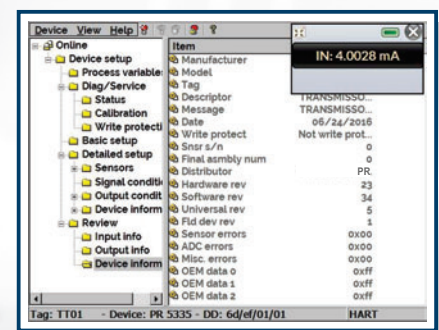 Device View Help
IN: 4.0028 mA
Online
Device setup
Process variable
Diag/Service
Status
Calibration
Write protecti
Basic setup
Detailed setup
Sensors
Signal conditi
Output condit
Device inform
Review
Input info
Output info
Device inform
Item
Manufacturer
Model
Tag
Descriptor TRANSMISSO...
Message TRANSMISSO...
Date 06/24/2016
Write protect Not write prot...
Snsr s/n 0
Final asmbly num 0
Distributor PR
Hardware rev 23
Software rev 34
Universal rev 5
Fld dev rev 1
Sensor errors 0x00
ADC errors 0x00
Misc. errors 0x00
OEM data 0 0xff
OEM data 1 0xff
OEM data 2 0xff
Tag: TT01 - Device: PR 5335 - DD: 6d/ef/01/01 HART